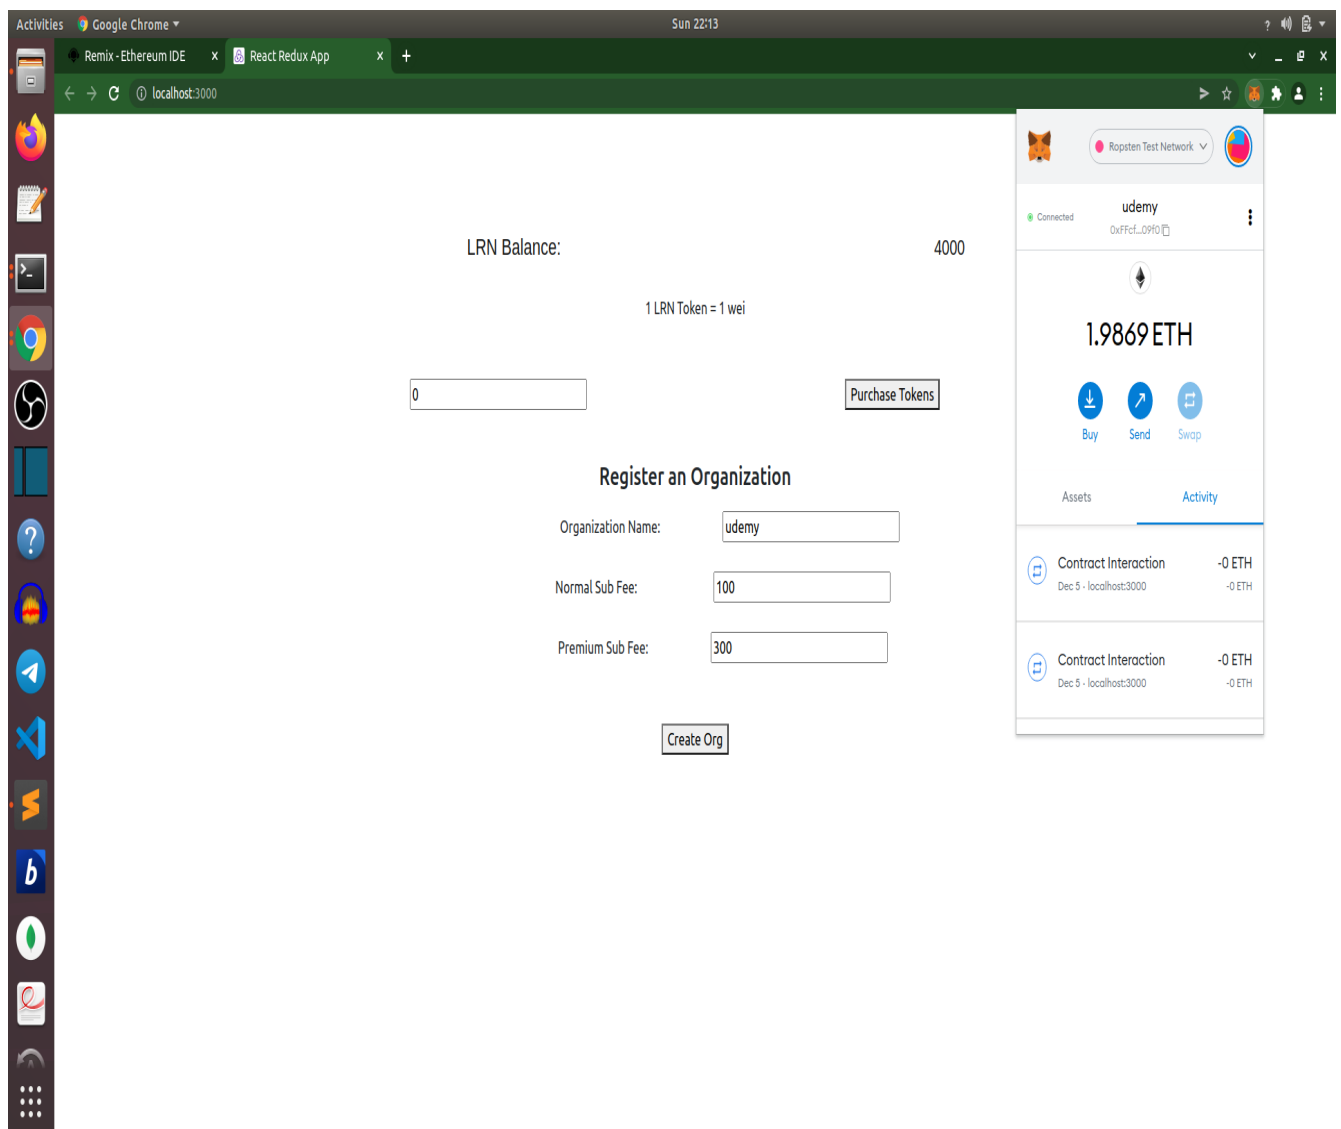 Activities Google Chrome Sun 22:13 ?
Remix - Ethereum IDE x React Redux App x +
localhost:3000
Ropsten Test Network
Connected udemy
0xFFcf...09f0
LRN Balance: 4000
1 LRN Token = 1 wei
1.9869 ETH
0 Purchase Tokens
Buy Send Swap
Register an Organization
Assets Activity
Organization Name: udemy
Contract Interaction -0 ETH
Dec 5 · localhost:3000 -0 ETH
Normal Sub Fee: 100
Premium Sub Fee: 300
Contract Interaction -0 ETH
Dec 5 · localhost:3000 -0 ETH
Create Org